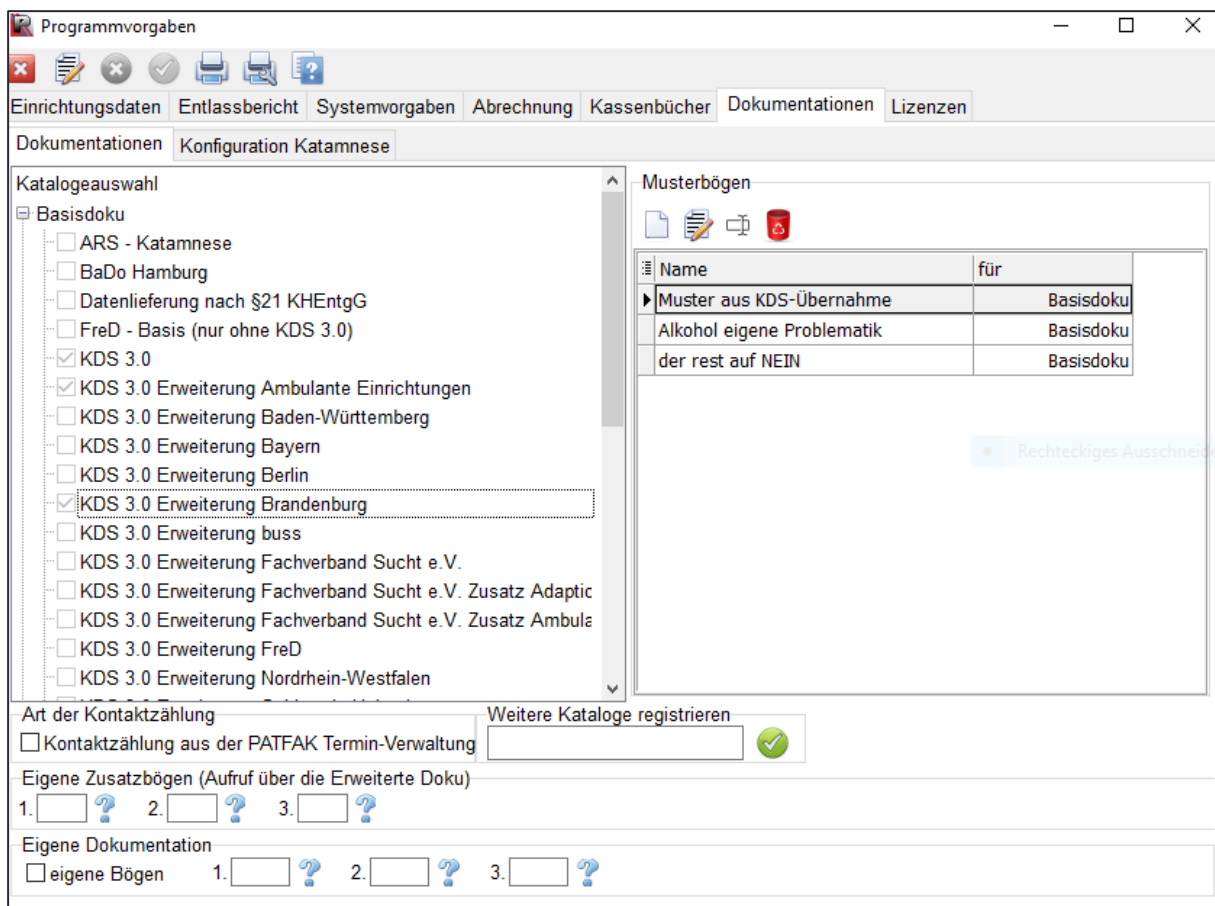 Programmvorgaben
Einrichtungsdaten Entlassbericht Systemvorgaben Abrechnung Kassenbücher Dokumentationen Lizenzen
Dokumentationen Konfiguration Katamnese
Katalogeauswahl
Basisdoku
ARS - Katamnese
BaDo Hamburg
Datenlieferung nach §21 KHEntgG
FreD - Basis (nur ohne KDS 3.0)
KDS 3.0
KDS 3.0 Erweiterung Ambulante Einrichtungen
KDS 3.0 Erweiterung Baden-Württemberg
KDS 3.0 Erweiterung Bayern
KDS 3.0 Erweiterung Berlin
KDS 3.0 Erweiterung Brandenburg
KDS 3.0 Erweiterung buss
KDS 3.0 Erweiterung Fachverband Sucht e.V.
KDS 3.0 Erweiterung Fachverband Sucht e.V. Zusatz Adaptic
KDS 3.0 Erweiterung Fachverband Sucht e.V. Zusatz Ambula
KDS 3.0 Erweiterung FreD
KDS 3.0 Erweiterung Nordrhein-Westfalen
Musterbögen
Name für
Muster aus KDS-Übernahme Basisdoku
Alkohol eigene Problematik Basisdoku
der rest auf NEIN Basisdoku
Rechteckiges Ausschneide
Art der Kontaktzählung
Kontaktzählung aus der PATFAK Termin-Verwaltung
Weitere Kataloge registrieren
Eigene Zusatzbögen (Aufruf über die Erweiterte Doku)
1. 2. 3.
Eigene Dokumentation
eigene Bögen 1. 2. 3.